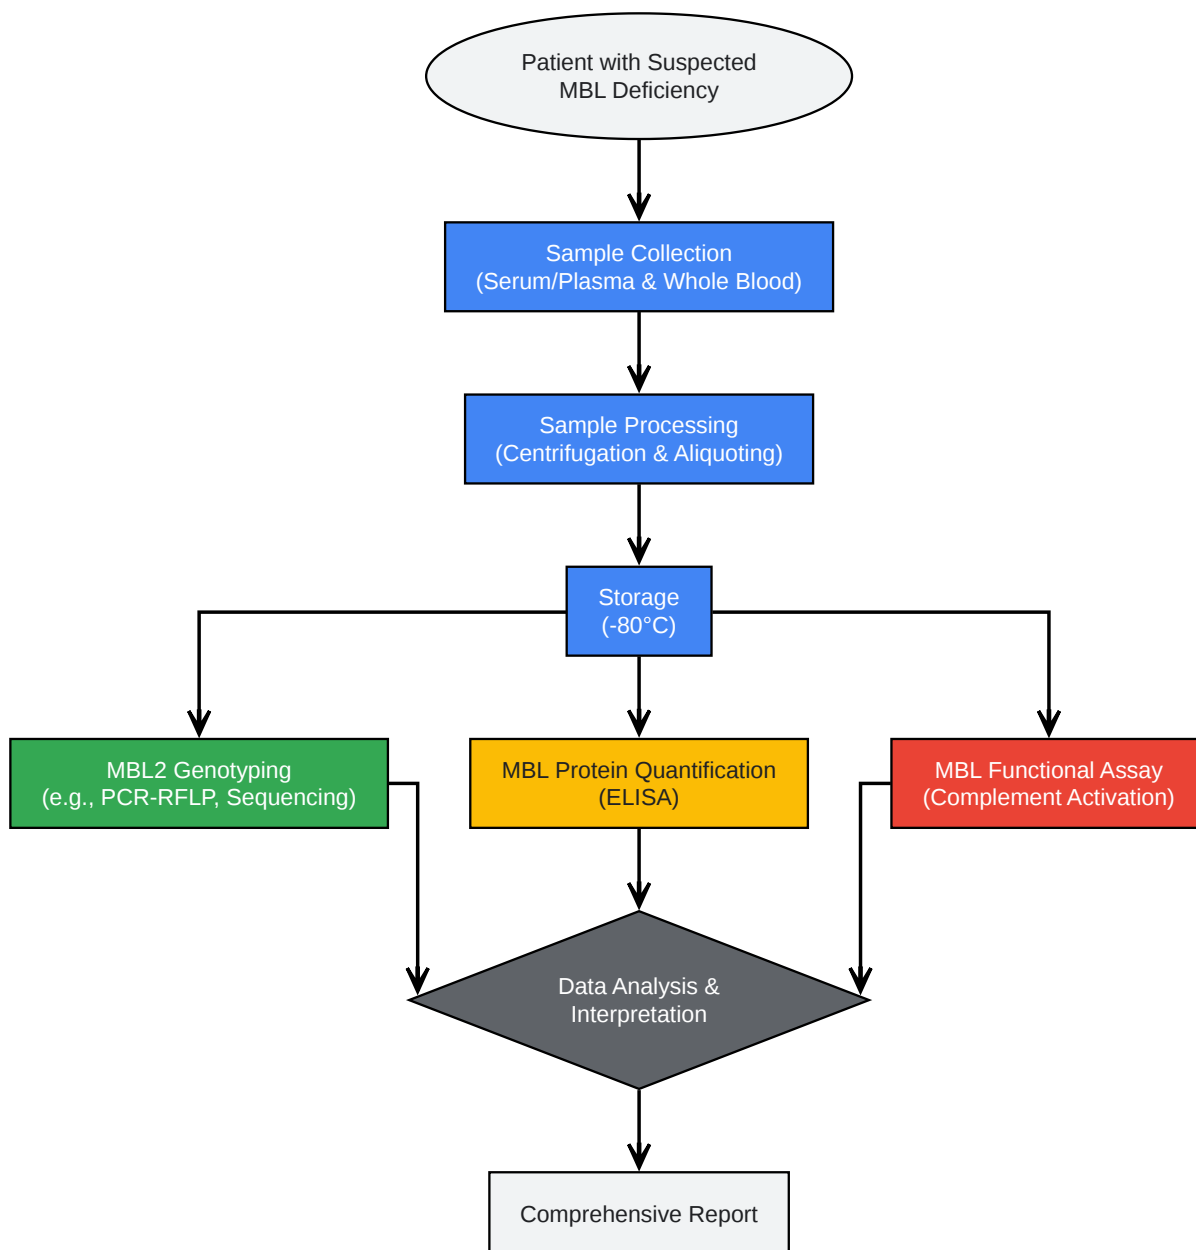 Patient with Suspected
MBL Deficiency
Sample Collection
(Serum/Plasma & Whole Blood)
Sample Processing
(Centrifugation & Aliquoting)
Storage
(-80°C)
MBL2 Genotyping
(e.g., PCR-RFLP, Sequencing)
MBL Protein Quantification
(ELISA)
MBL Functional Assay
(Complement Activation)
Data Analysis &
Interpretation
Comprehensive Report